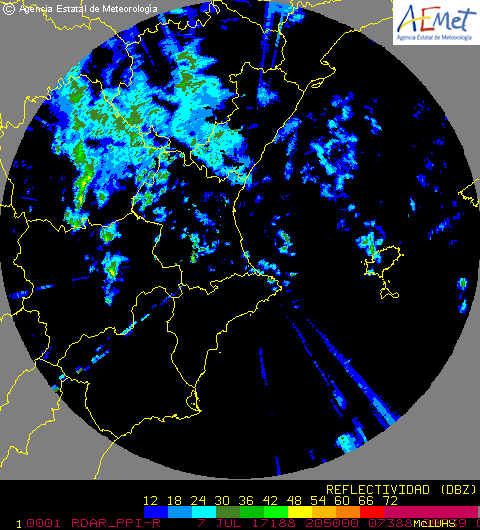 © Agencia Estatal de Meteorología
AEMet
Agencia Estatal de Meteorología
REFLECTIVIDAD (DBZ)
12 18 24 30 36 42 48 54 60 66 72
1 0001 RDAR_PPI-R 7 JUL 17188 205000 07388